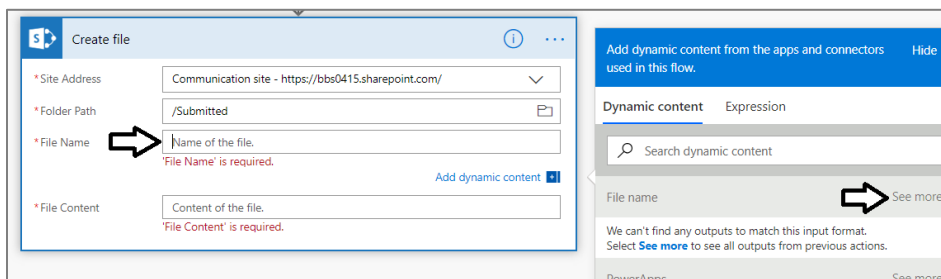 S
Create file
*Site Address
Communication site - https://bbs0415.sharepoint.com/
*Folder Path
/Submitted
*File Name
Name of the file.
'File Name' is required.
Add dynamic content
*File Content
Content of the file.
'File Content' is required.
Add dynamic content from the apps and connectors
used in this flow.
Hide
Dynamic content Expression
Search dynamic content
File name See more
We can't find any outputs to match this input format.
Select See more to see all outputs from previous actions.
PowerApps See more